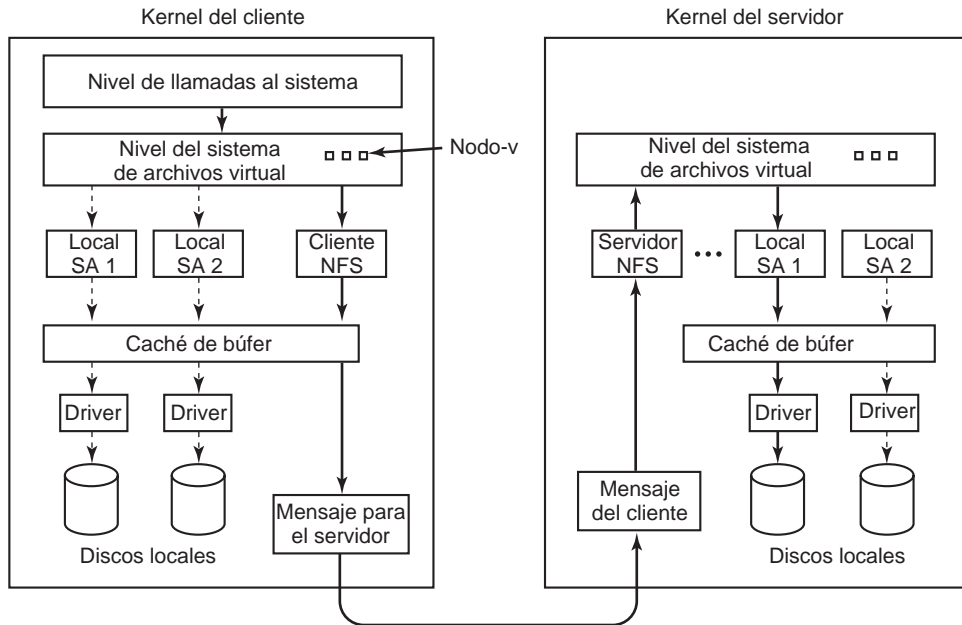 Kernel del cliente
Nivel de llamadas al sistema
Nivel del sistema
de archivos virtual
Nodo-v
Local
SA 1
Local
SA 2
Cliente
NFS
Caché de búfer
Driver
Driver
Discos locales
Mensaje para
el servidor
Kernel del servidor
Nivel del sistema
de archivos virtual
Servidor
NFS
Local
SA 1
Local
SA 2
Caché de búfer
Driver
Driver
Mensaje
del cliente
Discos locales